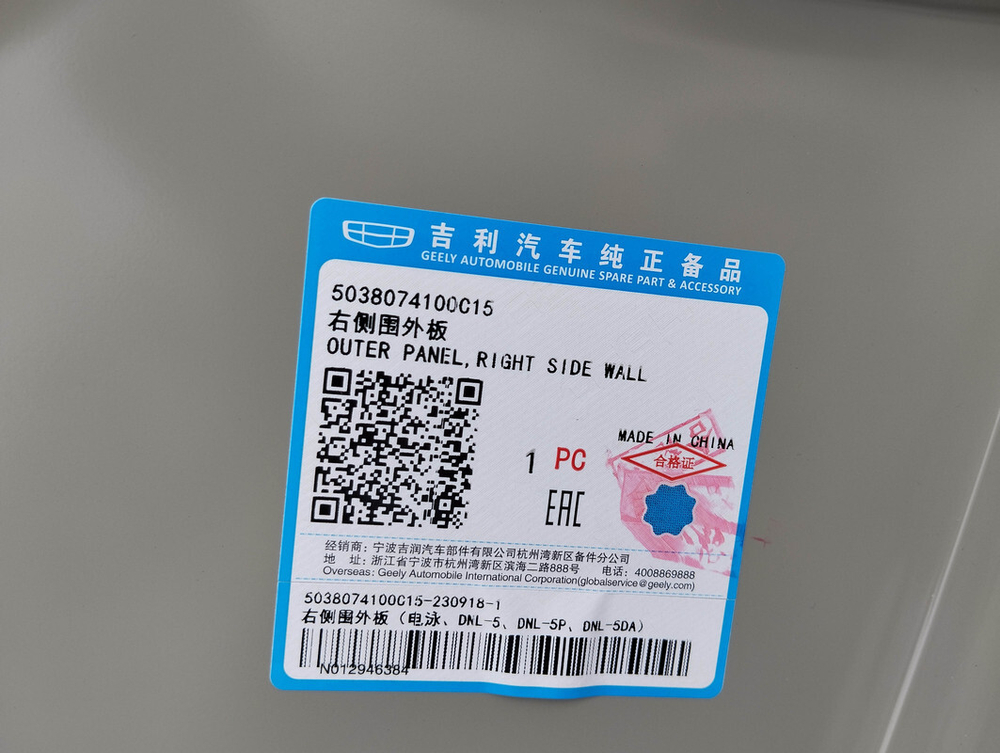 吉利汽车纯正备品
GEELY AUTOMOBILE GENUINE SPARE PART & ACCESSORY
5038074100C15
右侧围外板
OUTER PANEL,RIGHT SIDE WALL
MADE IN CHINA
1 PC
合格证
EAC
经销商：宁波吉润汽车部件有限公司杭州湾新区备件分公司
地 址：浙江省宁波市杭州湾新区滨海二路888号 电话：4008869888
Overseas: Geely Automobile International Corporation(globalservice@geely.com)
5038074100C15-230918-1
右侧围外板（电泳、DNL-5、DNL-5P、DNL-5DA）
N012946384